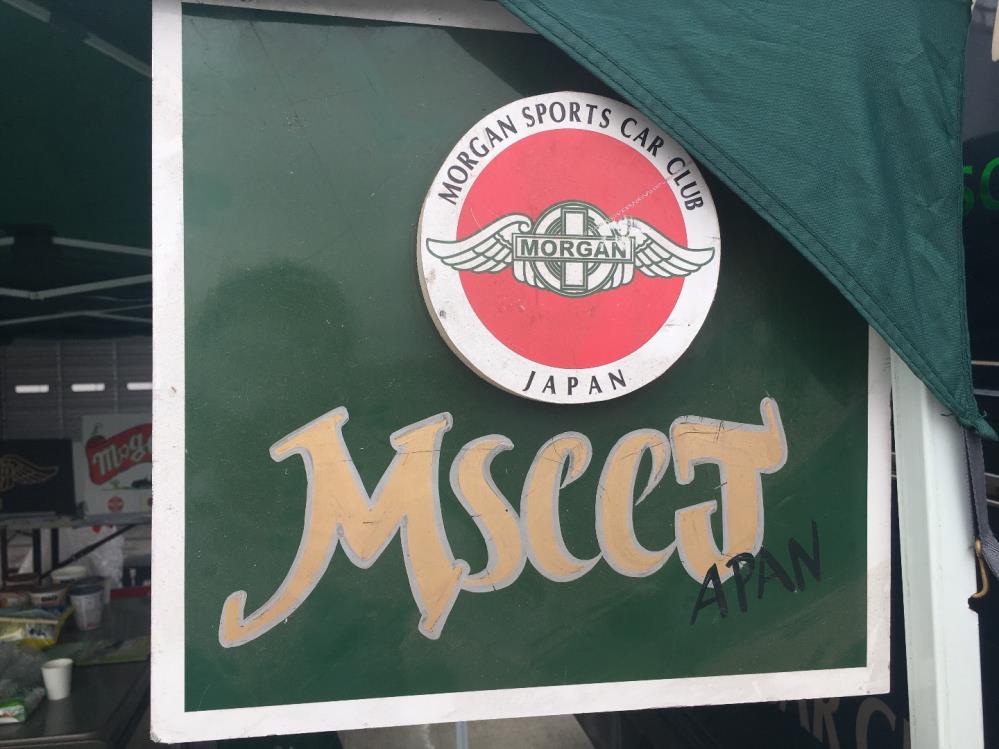 MORGAN SPORTS CAR CLUB
MORGAN
JAPAN
MSCCJ
APAN